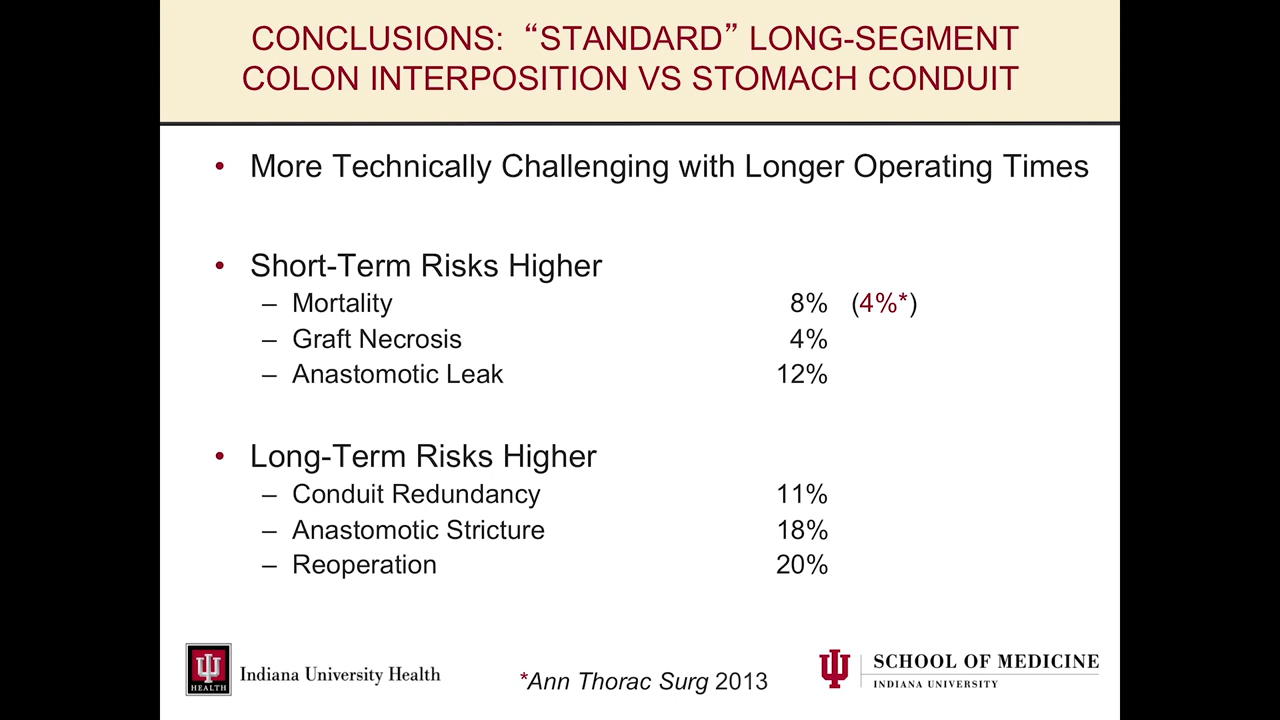 CONCLUSIONS: “STANDARD” LONG-SEGMENT
COLON INTERPOSITION VS STOMACH CONDUIT
• More Technically Challenging with Longer Operating Times
• Short-Term Risks Higher
– Mortality 8% (4%*)
– Graft Necrosis 4%
– Anastomotic Leak 12%
• Long-Term Risks Higher
– Conduit Redundancy 11%
– Anastomotic Stricture 18%
– Reoperation 20%
HEALTH
Indiana University Health
*Ann Thorac Surg 2013
SCHOOL OF MEDICINE
INDIANA UNIVERSITY